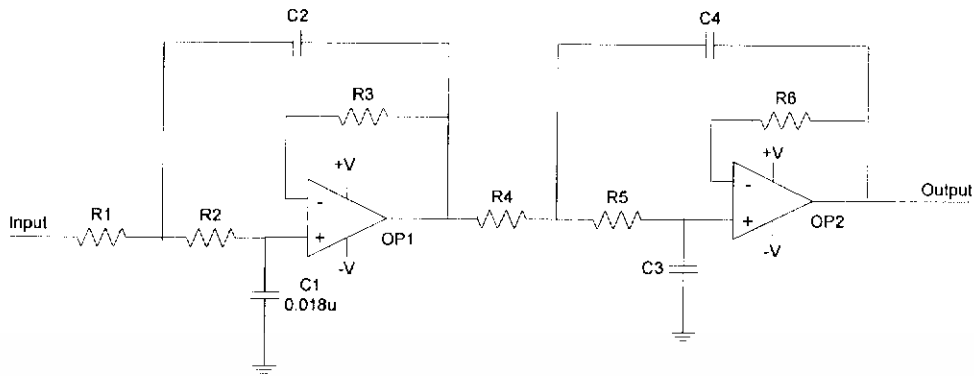 C2
C4
R3
R6
+V
+V
Input
R1
R2
-
+
OP1
-V
R4
R5
-
+
OP2
-V
Output
C1
0.018u
C3